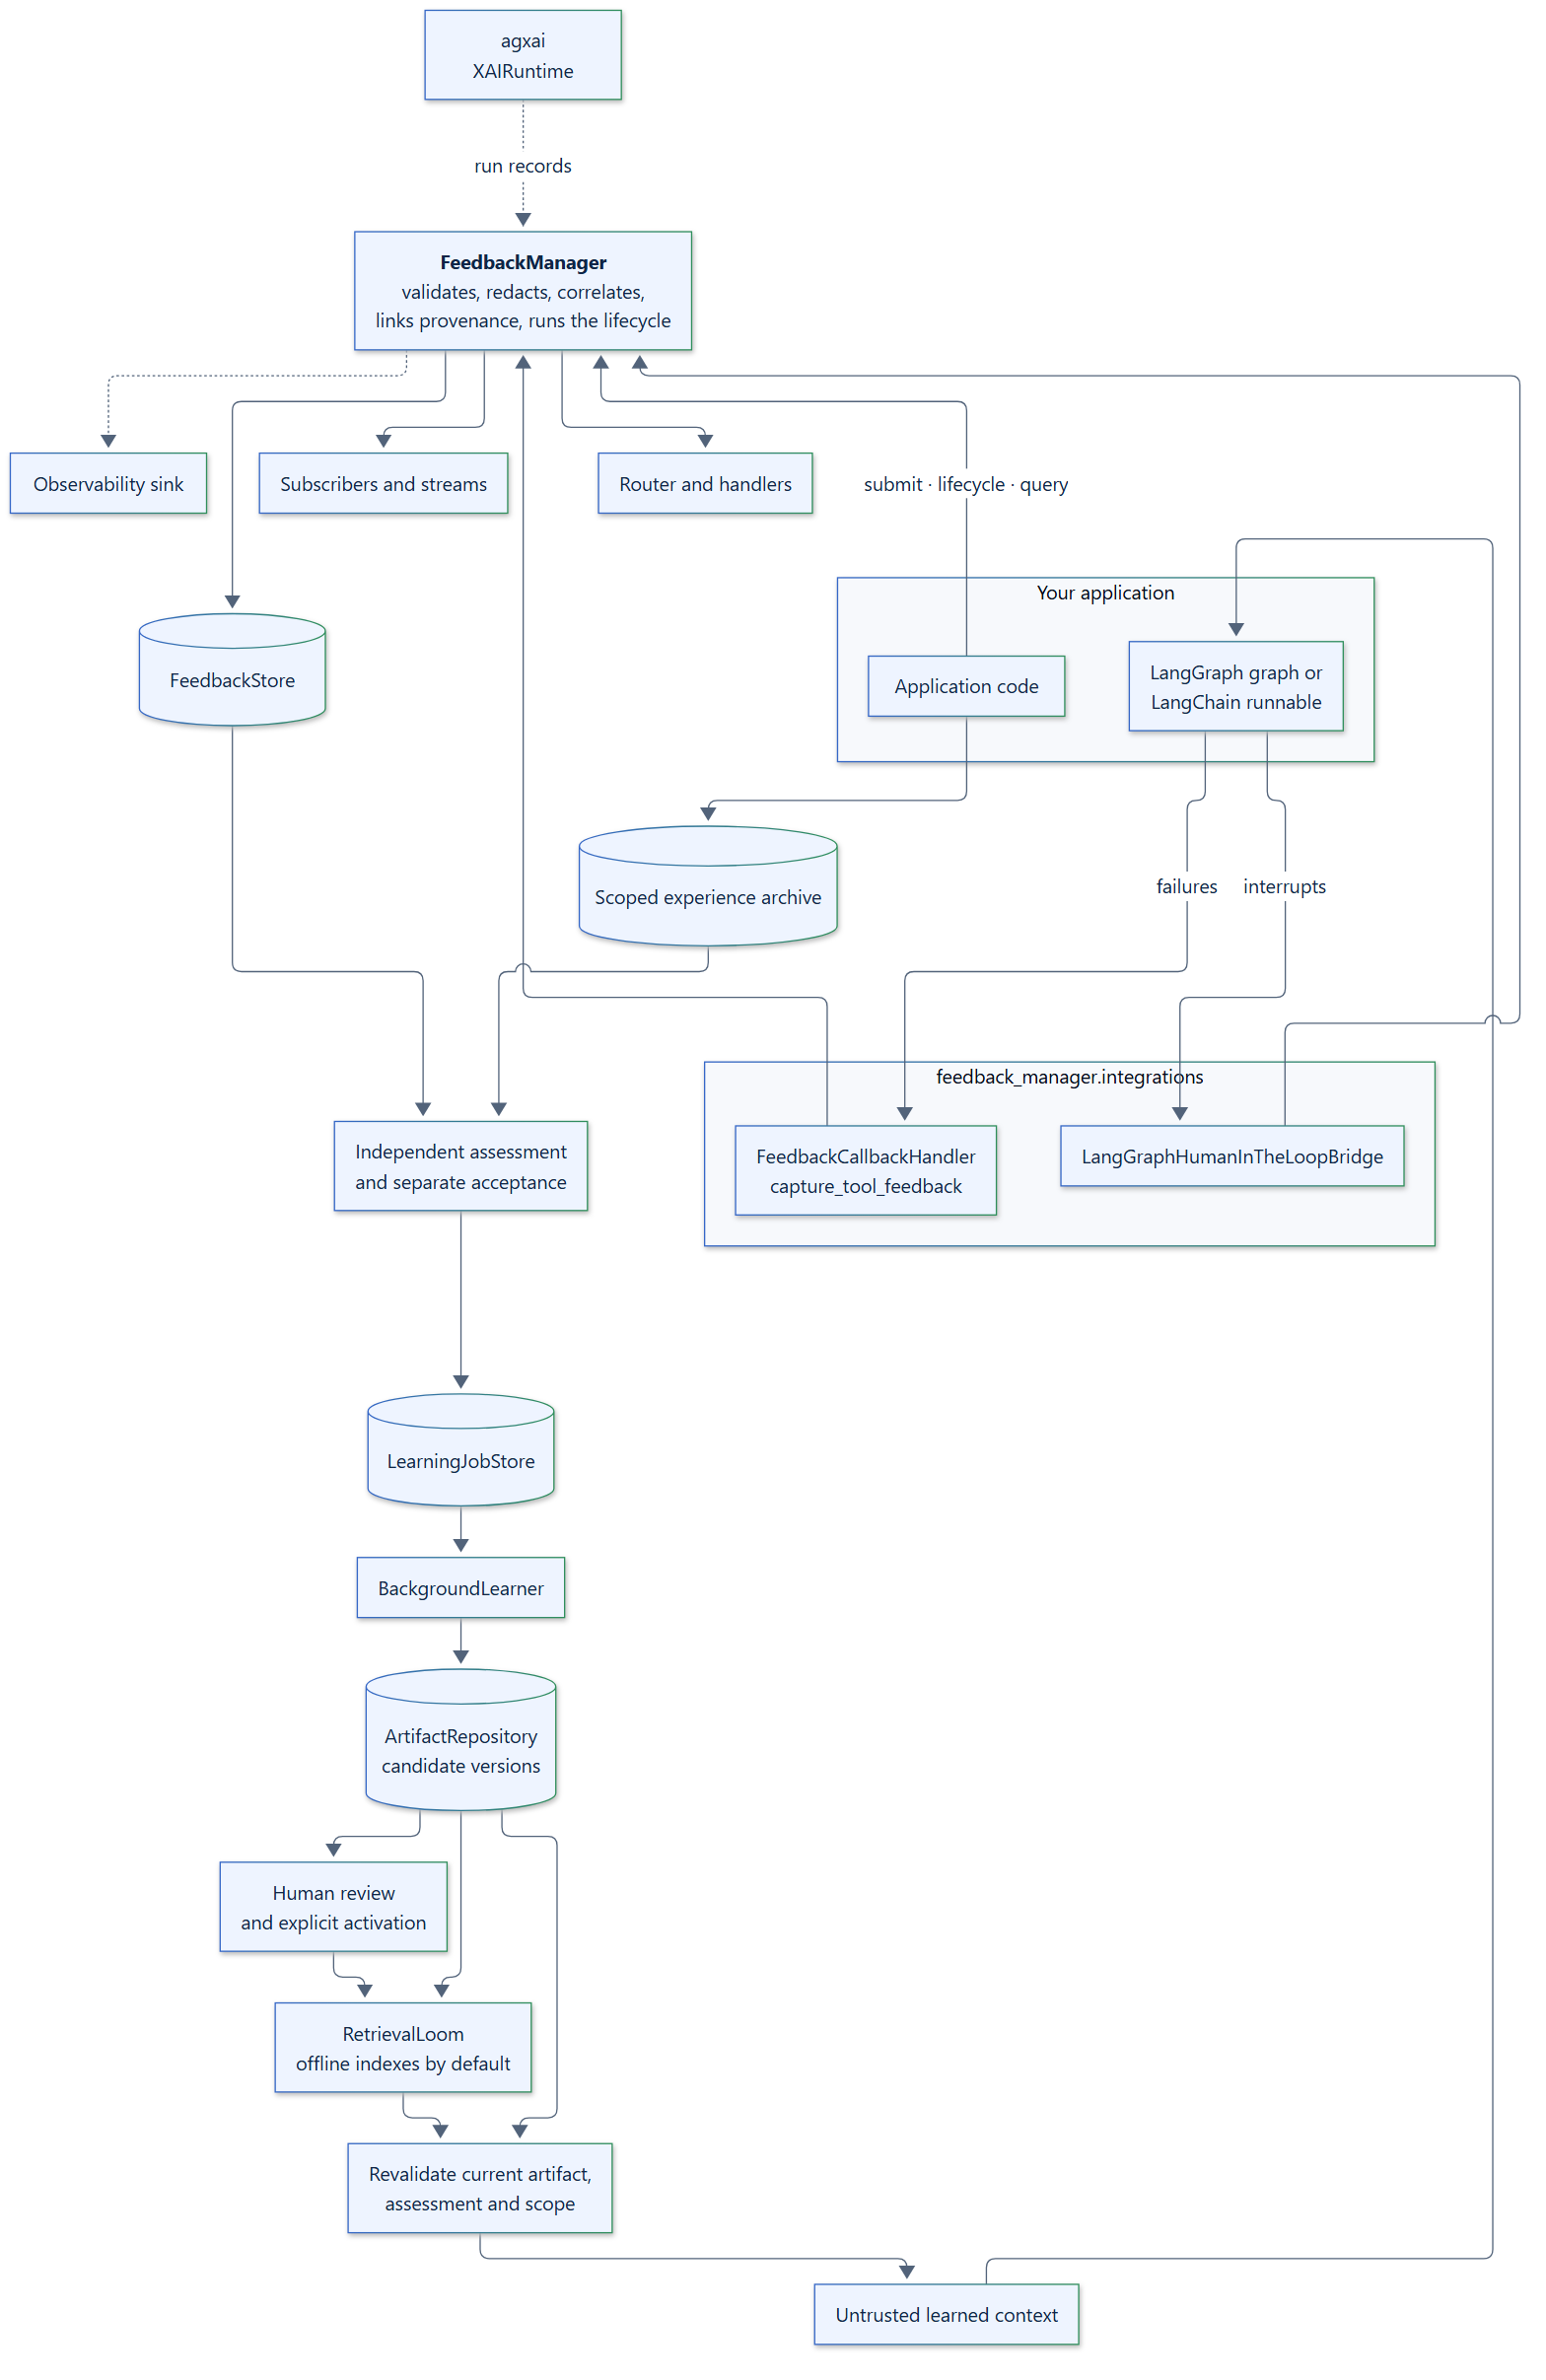 agxai
XAIRuntime
run records
FeedbackManager
validates, redacts, correlates,
links provenance, runs the lifecycle
Observability sink
Subscribers and streams
Router and handlers
submit · lifecycle · query
Your application
FeedbackStore
Application code
LangGraph graph or
LangChain runnable
Scoped experience archive
failures
interrupts
feedback_manager.integrations
Independent assessment
and separate acceptance
FeedbackCallbackHandler
capture_tool_feedback
LangGraphHumanInTheLoopBridge
LearningJobStore
BackgroundLearner
ArtifactRepository
candidate versions
Human review
and explicit activation
RetrievalLoom
offline indexes by default
Revalidate current artifact,
assessment and scope
Untrusted learned context